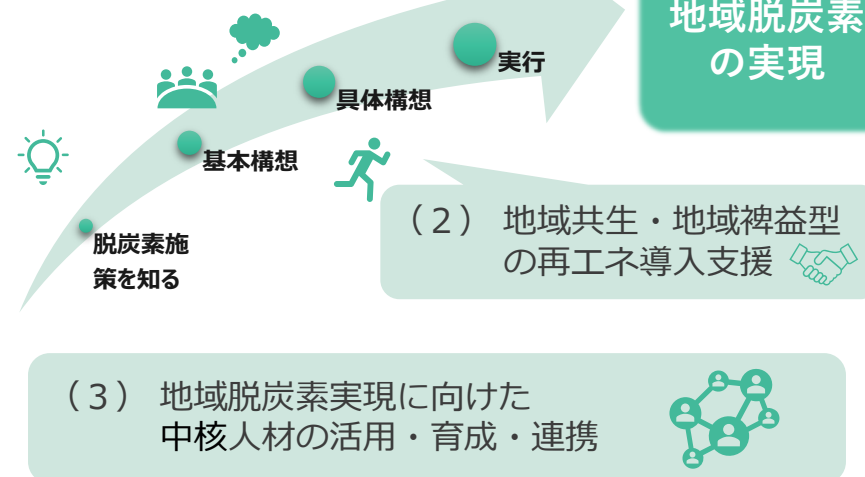 地域脱炭素
の実現
実行
具体構想
基本構想
脱炭素施
策を知る
（２） 地域共生・地域裨益型
の再エネ導入支援
（３） 地域脱炭素実現に向けた
中核人材の活用・育成・連携